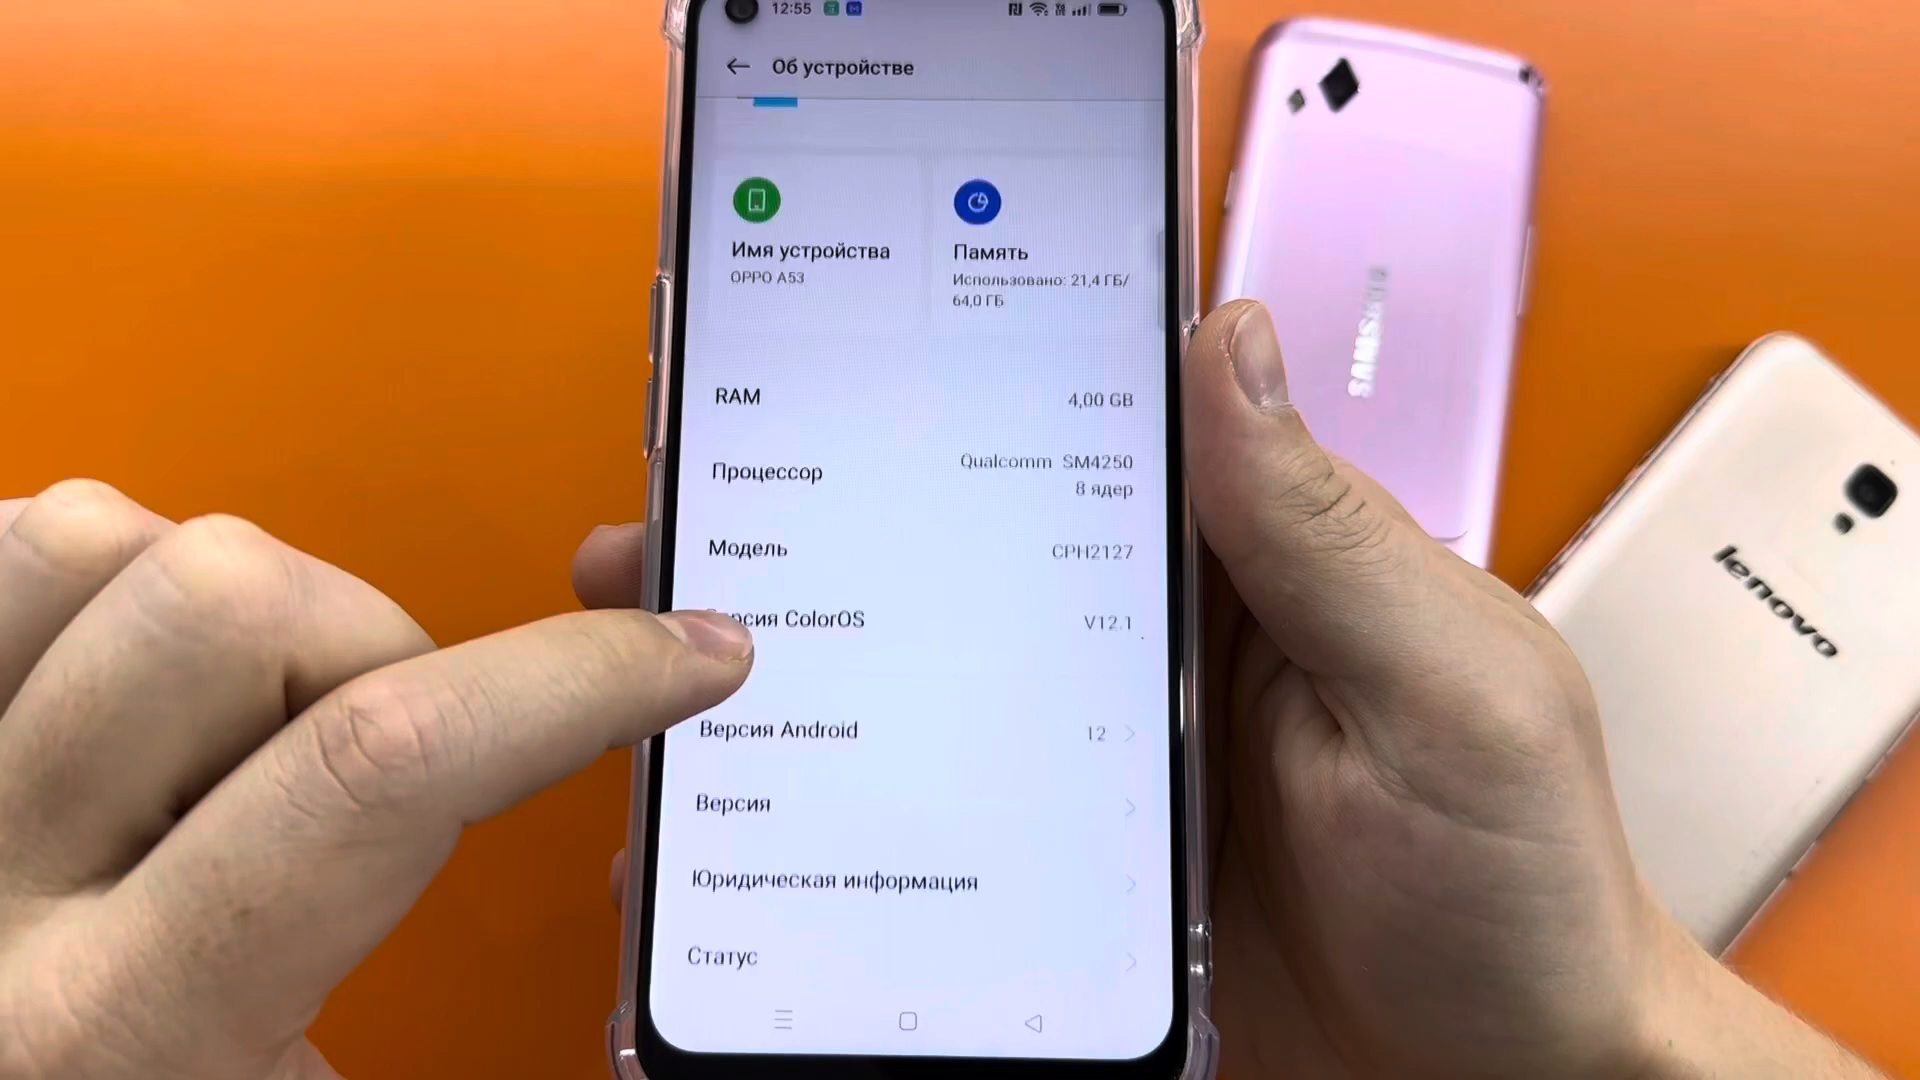 12:55
Об устройстве
Имя устройства
OPPO A53
Память
Использовано: 21,4 ГБ/
64,0 ГБ
RAM
4,00 GB
Процессор
Qualcomm SM4250
8 ядер
Модель
CPH2127
рсия ColorOS
V12.1
Версия Android
12
Версия
Юридическая информация
Статус
SAMSUNG
lenovo